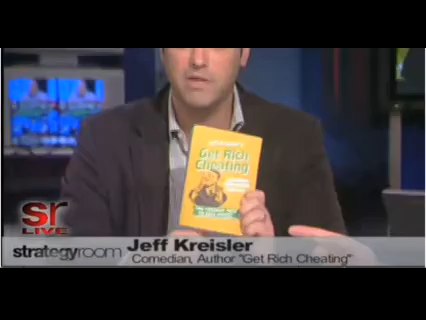 Get Rich
Cheating
sr
LIVE
strategyroom
Jeff Kreisler
Comedian, Author "Get Rich Cheating"